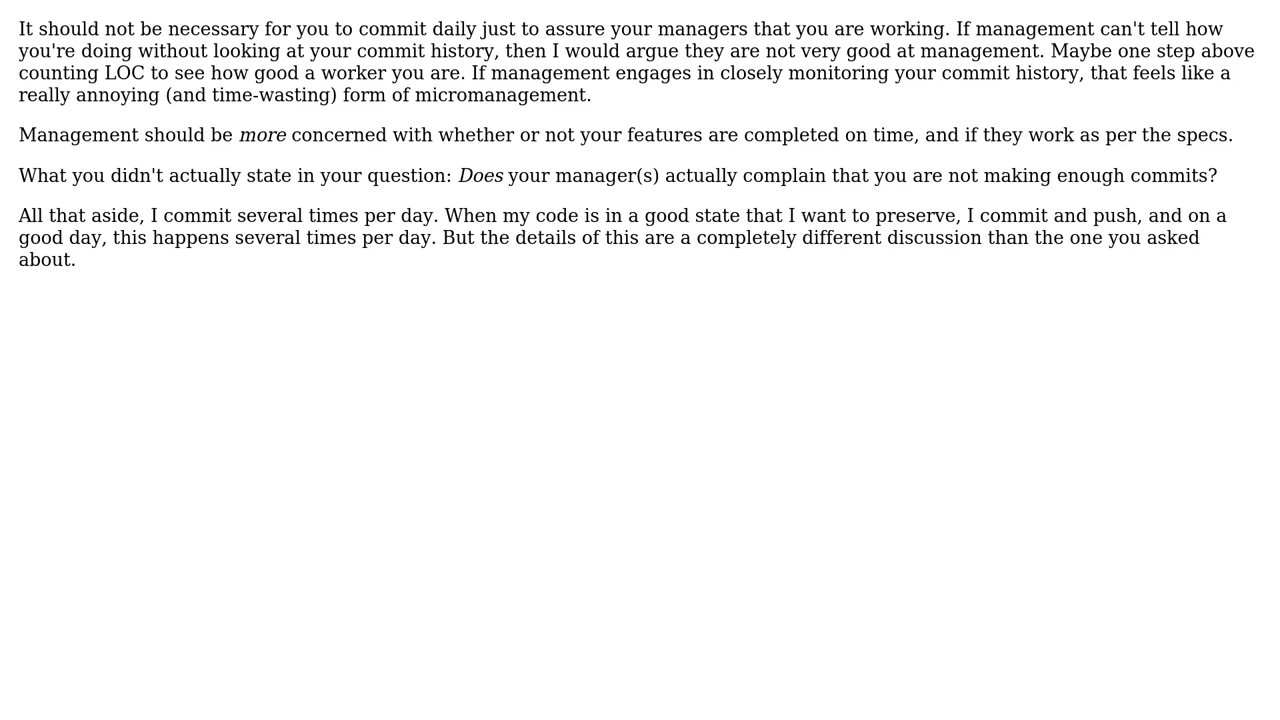 It should not be necessary for you to commit daily just to assure your managers that you are working. If management can't tell how
you're doing without looking at your commit history, then I would argue they are not very good at management. Maybe one step above
counting LOC to see how good a worker you are. If management engages in closely monitoring your commit history, that feels like a
really annoying (and time-wasting) form of micromanagement.
Management should be more concerned with whether or not your features are completed on time, and if they work as per the specs.
What you didn't actually state in your question: Does your manager(s) actually complain that you are not making enough commits?
All that aside, I commit several times per day. When my code is in a good state that I want to preserve, I commit and push, and on a
good day, this happens several times per day. But the details of this are a completely different discussion than the one you asked
about.